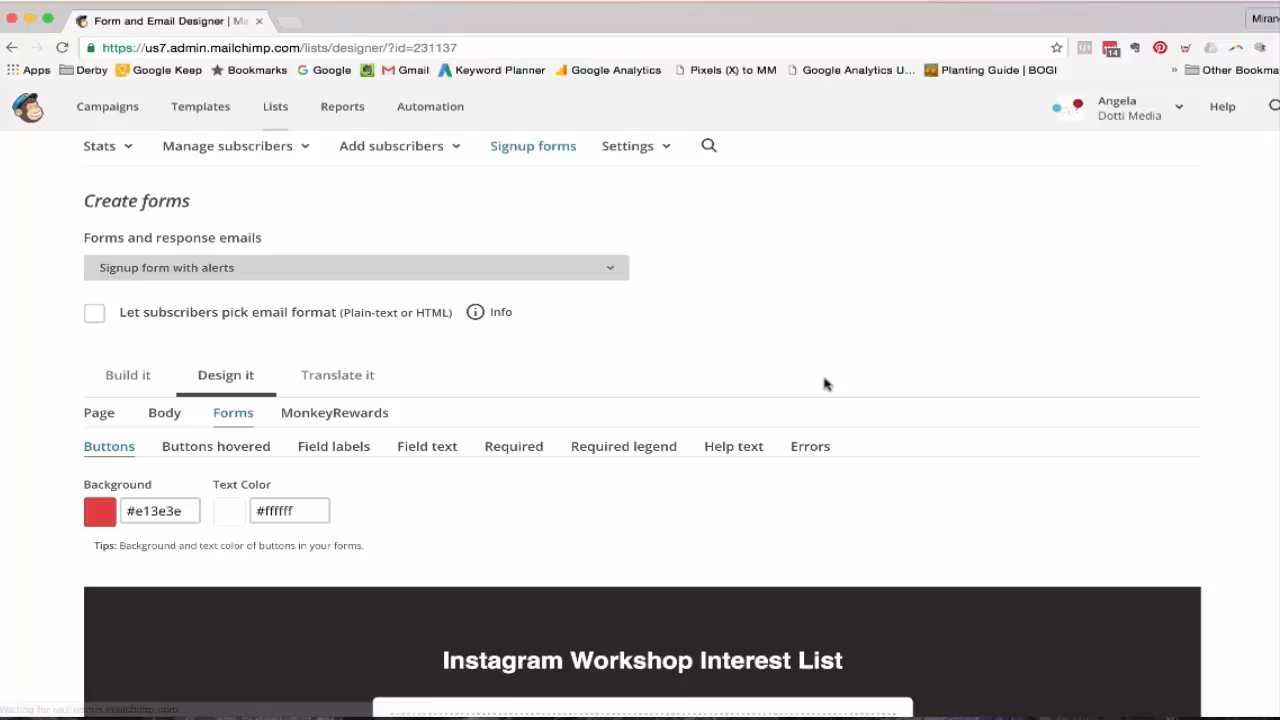 Form and Email Designer | Me
Miran
https://us7.admin.mailchimp.com/lists/designer/?id=231137
14
Apps Derby Google Keep Bookmarks Google Gmail Keyword Planner Google Analytics Pixels (X) to MM Google Analytics U... Planting Guide | BOGI » Other Bookma
Campaigns Templates Lists Reports Automation Angela Help
Dotti Media
Stats Manage subscribers Add subscribers Signup forms Settings
Create forms
Forms and response emails
Signup form with alerts
Let subscribers pick email format (Plain-text or HTML) Info
Build it Design it Translate it
Page Body Forms MonkeyRewards
Buttons Buttons hovered Field labels Field text Required Required legend Help text Errors
Background Text Color
#e13e3e #ffffff
Tips: Background and text color of buttons in your forms.
Instagram Workshop Interest List
Waiting for us7.admin.mailchimp.com...